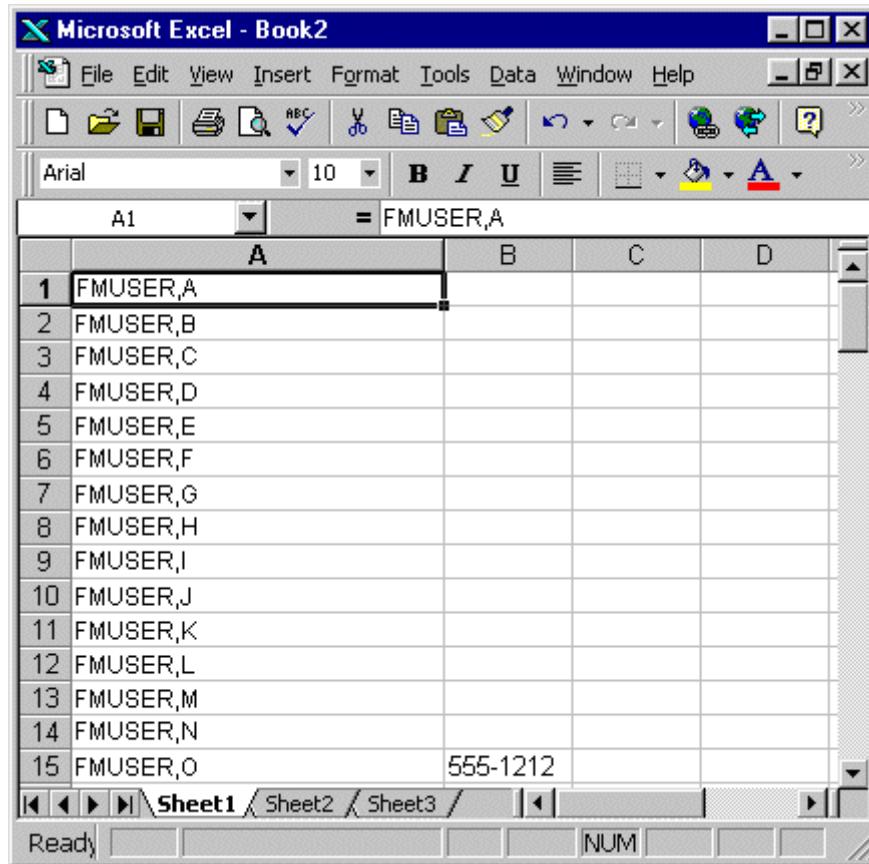 Microsoft Excel - Book2
File Edit View Insert Format Tools Data Window Help
ABC
Arial 10 B I U A
A1 = FMUSER,A
A B C D
1 FMUSER,A
2 FMUSER,B
3 FMUSER,C
4 FMUSER,D
5 FMUSER,E
6 FMUSER,F
7 FMUSER,G
8 FMUSER,H
9 FMUSER,I
10 FMUSER,J
11 FMUSER,K
12 FMUSER,L
13 FMUSER,M
14 FMUSER,N
15 FMUSER,O 555-1212
Sheet1 Sheet2 Sheet3
Ready NUM